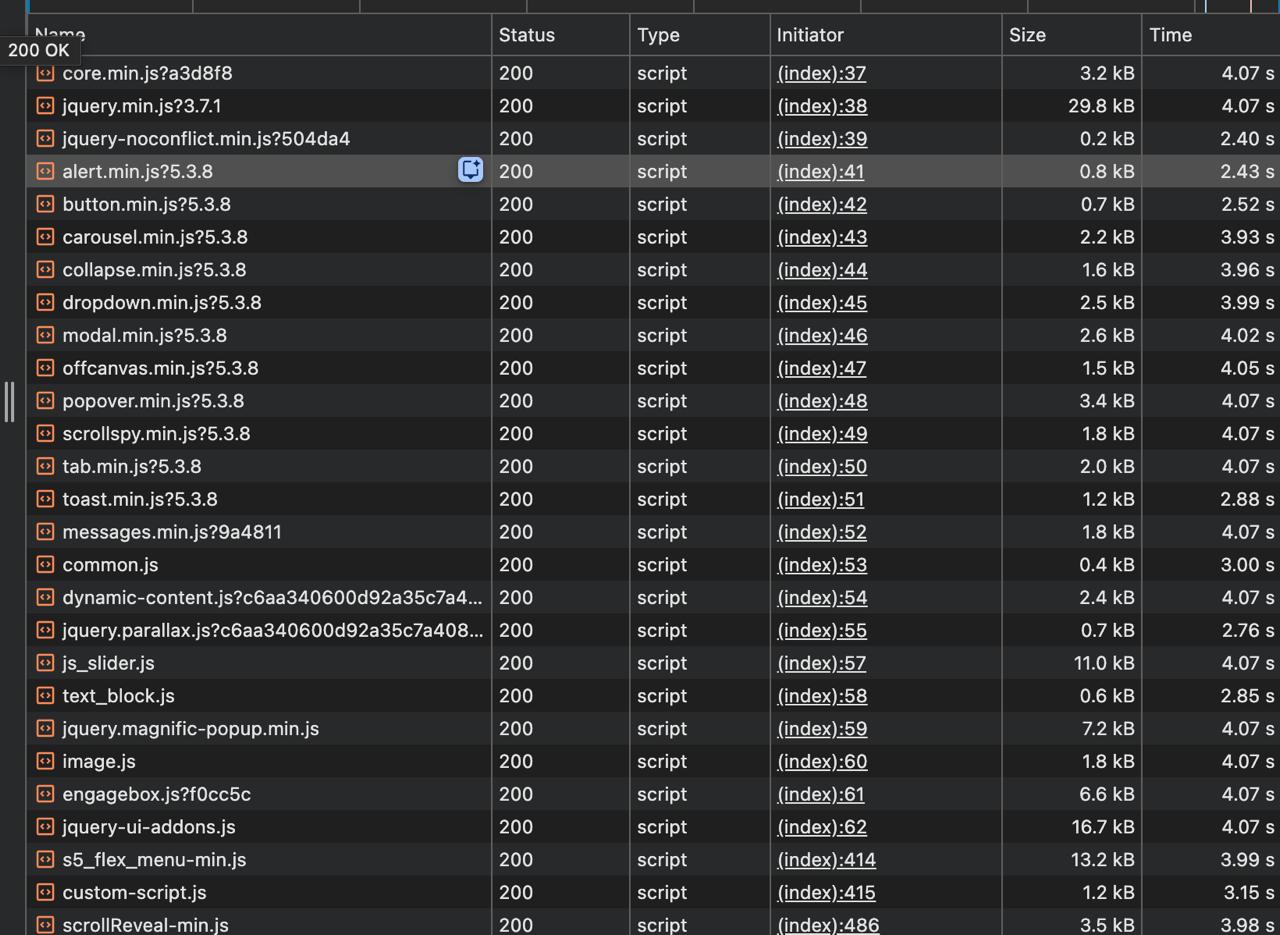 Name Status Type Initiator Size Time
200 OK
core.min.js?a3d8f8 200 script (index):37 3.2 kB 4.07 s
jquery.min.js?3.7.1 200 script (index):38 29.8 kB 4.07 s
jquery-noconflict.min.js?504da4 200 script (index):39 0.2 kB 2.40 s
alert.min.js?5.3.8 200 script (index):41 0.8 kB 2.43 s
button.min.js?5.3.8 200 script (index):42 0.7 kB 2.52 s
carousel.min.js?5.3.8 200 script (index):43 2.2 kB 3.93 s
collapse.min.js?5.3.8 200 script (index):44 1.6 kB 3.96 s
dropdown.min.js?5.3.8 200 script (index):45 2.5 kB 3.99 s
modal.min.js?5.3.8 200 script (index):46 2.6 kB 4.02 s
offcanvas.min.js?5.3.8 200 script (index):47 1.5 kB 4.05 s
popover.min.js?5.3.8 200 script (index):48 3.4 kB 4.07 s
scrollspy.min.js?5.3.8 200 script (index):49 1.8 kB 4.07 s
tab.min.js?5.3.8 200 script (index):50 2.0 kB 4.07 s
toast.min.js?5.3.8 200 script (index):51 1.2 kB 2.88 s
messages.min.js?9a4811 200 script (index):52 1.8 kB 4.07 s
common.js 200 script (index):53 0.4 kB 3.00 s
dynamic-content.js?c6aa340600d92a35c7a4... 200 script (index):54 2.4 kB 4.07 s
jquery.parallax.js?c6aa340600d92a35c7a408... 200 script (index):55 0.7 kB 2.76 s
js_slider.js 200 script (index):57 11.0 kB 4.07 s
text_block.js 200 script (index):58 0.6 kB 2.85 s
jquery.magnific-popup.min.js 200 script (index):59 7.2 kB 4.07 s
image.js 200 script (index):60 1.8 kB 4.07 s
engagebox.js?f0cc5c 200 script (index):61 6.6 kB 4.07 s
jquery-ui-addons.js 200 script (index):62 16.7 kB 4.07 s
s5_flex_menu-min.js 200 script (index):414 13.2 kB 3.99 s
custom-script.js 200 script (index):415 1.2 kB 3.15 s
scrollReveal-min.js 200 script (index):486 3.5 kB 3.98 s